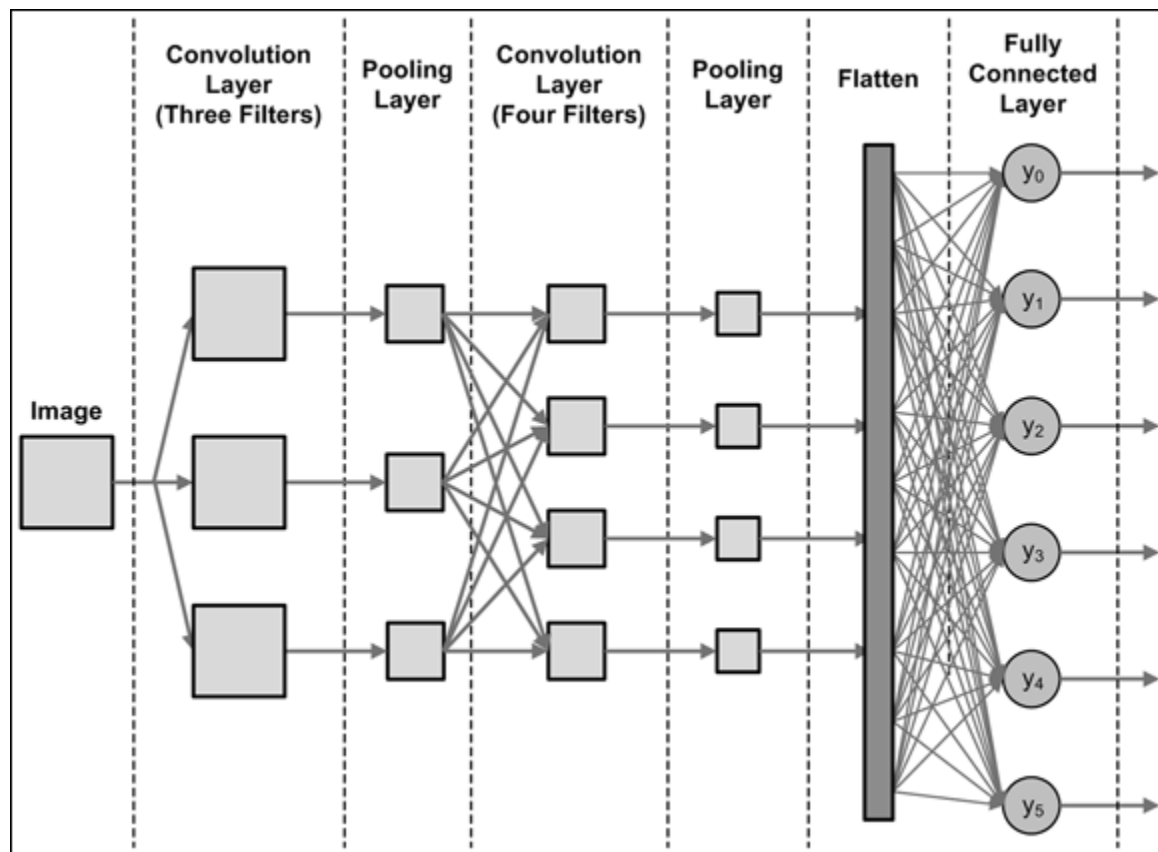 Convolution
Layer
(Three Filters)
Pooling
Layer
Convolution
Layer
(Four Filters)
Pooling
Layer
Flatten
Fully
Connected
Layer
Image
y₀
y₁
y₂
y₃
y₄
y₅